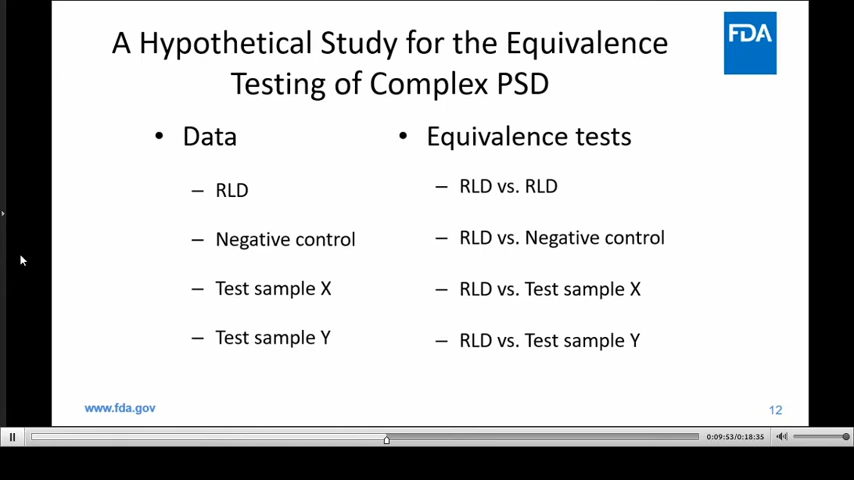 A Hypothetical Study for the Equivalence
Testing of Complex PSD
FDA
• Data
– RLD
– Negative control
– Test sample X
– Test sample Y
• Equivalence tests
– RLD vs. RLD
– RLD vs. Negative control
– RLD vs. Test sample X
– RLD vs. Test sample Y
www.fda.gov
12
0:09:53/0:18:35